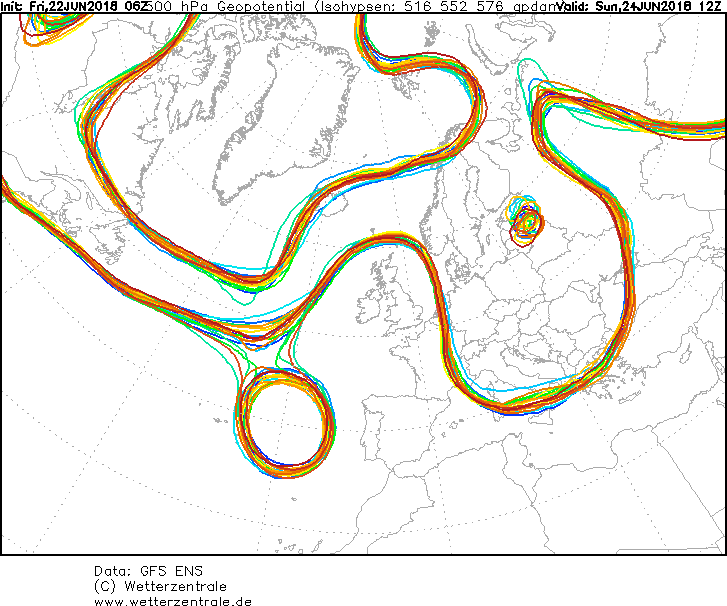 Init: Fri,22JUN2018 06Z 500 hPa Geopotential (Isohypsen: 516 552 576 gpdam) Valid: Sun,24JUN2018 12Z
Data: GFS ENS
(C) Wetterzentrale
www.wetterzentrale.de